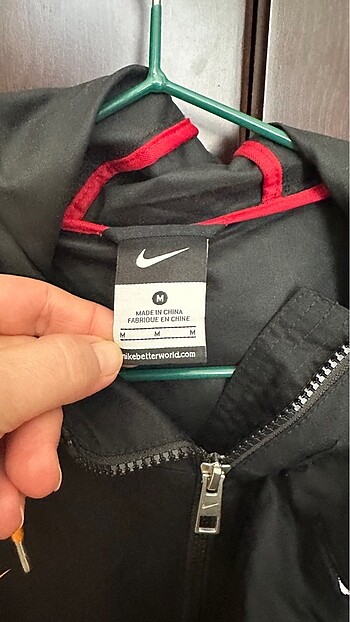 M
MADE IN CHINA
FABRIQUE EN CHINE
M M M
nikebetterworld.com